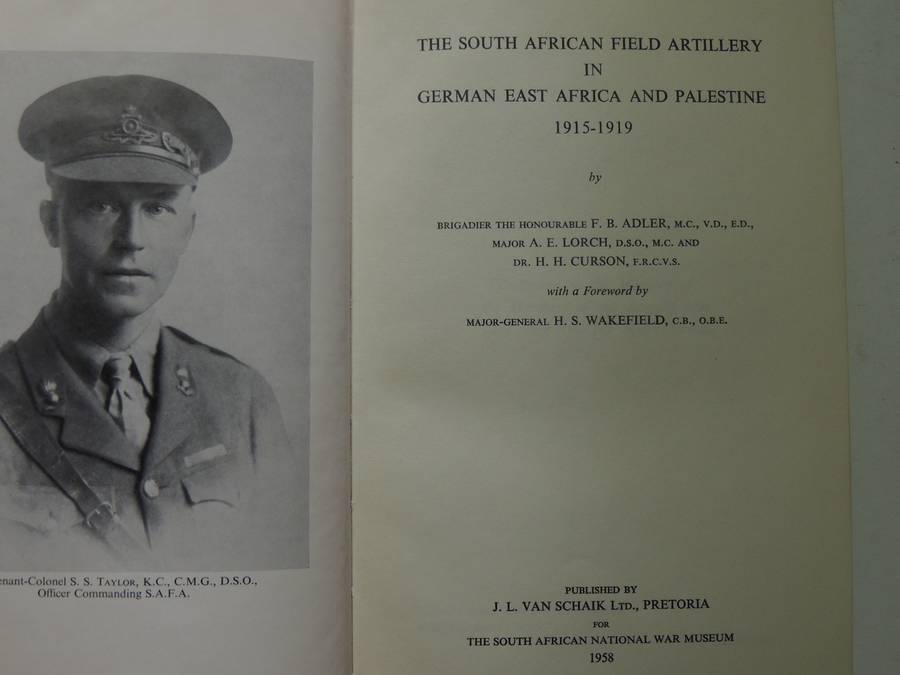 enant-Colonel S. S. TAYLOR, K.C., C.M.G., D.S.O.,
Officer Commanding S.A.F.A.
THE SOUTH AFRICAN FIELD ARTILLERY
IN
GERMAN EAST AFRICA AND PALESTINE
1915-1919
by
BRIGADIER THE HONOURABLE F. B. ADLER, M.C., V.D., E.D.,
MAJOR A. E. LORCH, D.S.O., M.C. AND
DR. H. H. CURSON, F.R.C.V.S.
with a Foreword by
MAJOR-GENERAL H. S. WAKEFIELD, C.B., O.B.E.
PUBLISHED BY
J. L. VAN SCHAIK LTD., PRETORIA
FOR
THE SOUTH AFRICAN NATIONAL WAR MUSEUM
1958